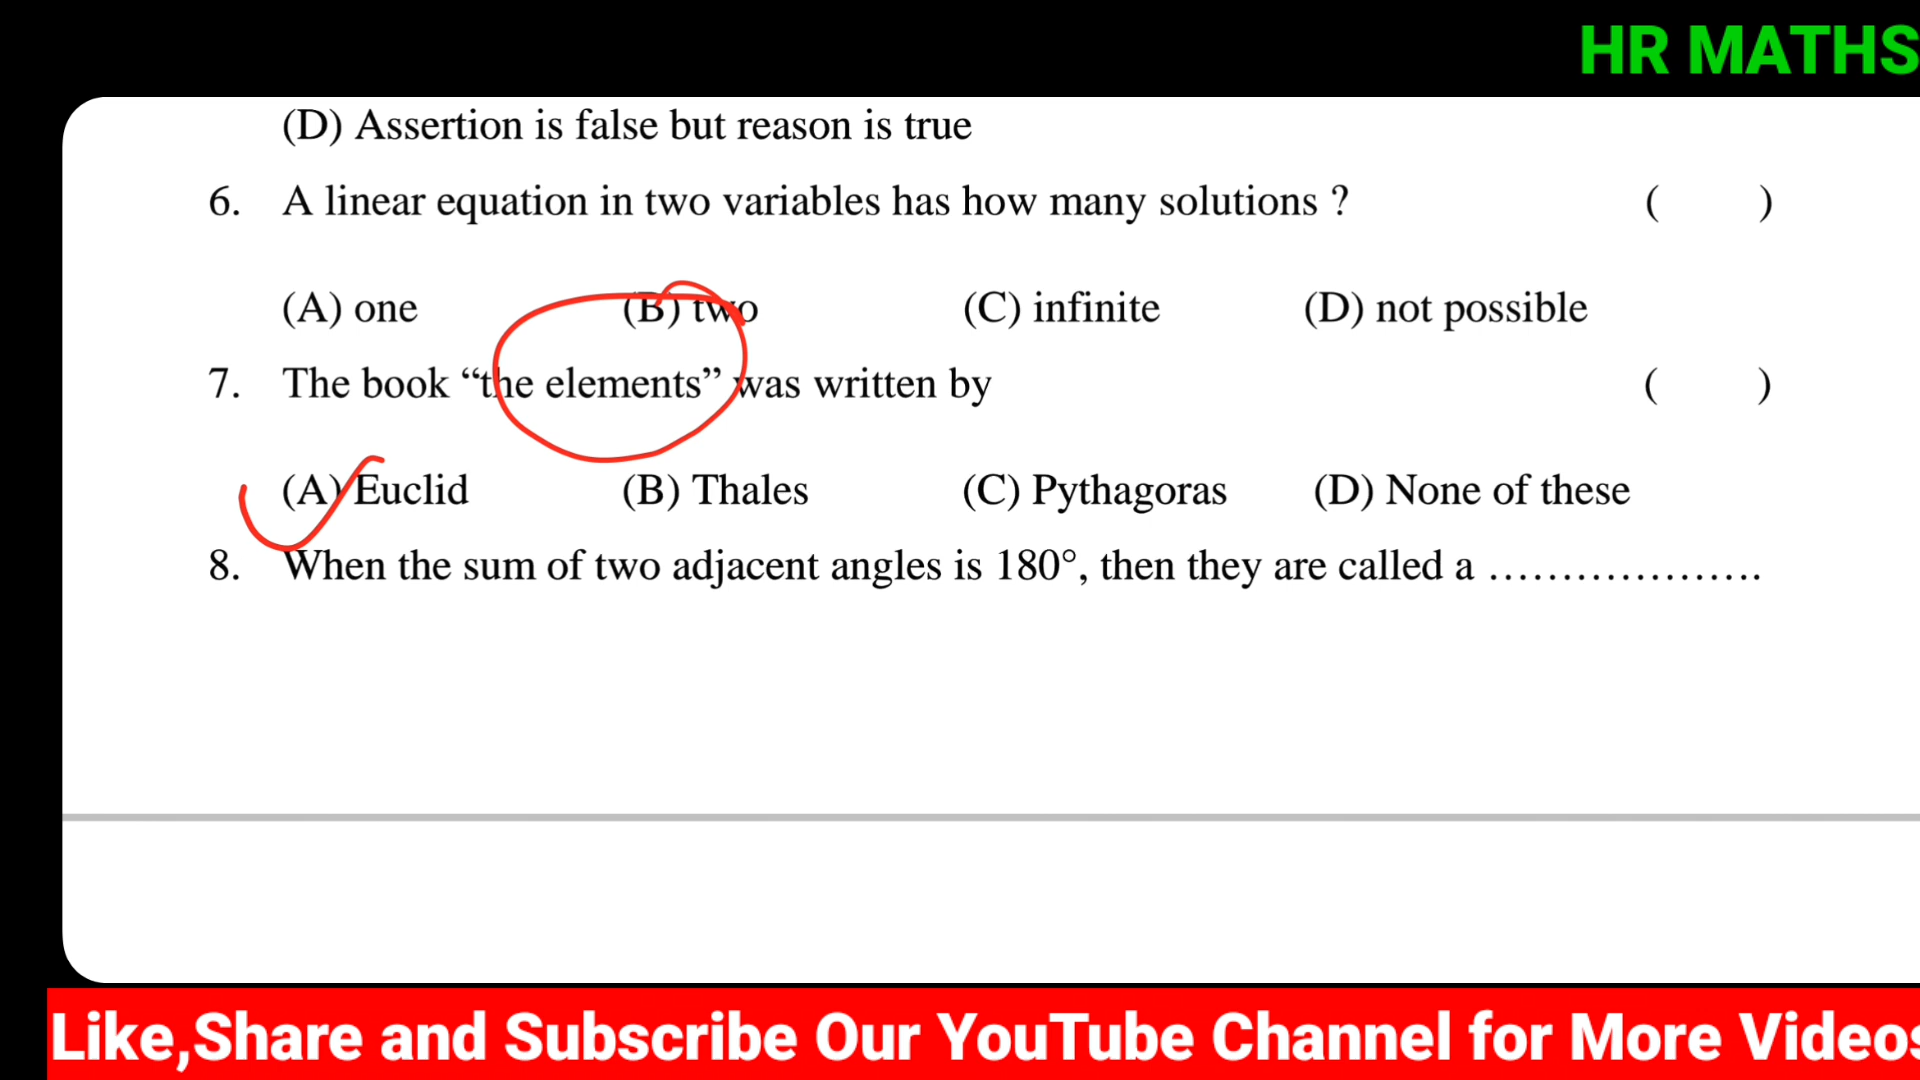 HR MATHS
(D) Assertion is false but reason is true
6. A linear equation in two variables has how many solutions ? ( )
(A) one (B) two (C) infinite (D) not possible
7. The book “the elements” was written by ( )
(A) Euclid (B) Thales (C) Pythagoras (D) None of these
8. When the sum of two adjacent angles is 180°, then they are called a ...................
Like,Share and Subscribe Our YouTube Channel for More Videos